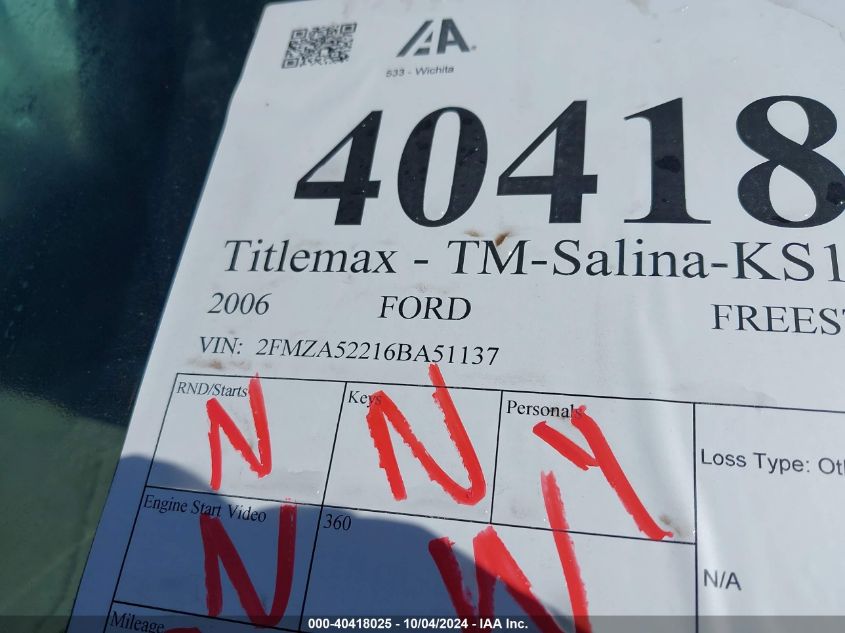 IAA
533 - Wichita
40418
Titlemax - TM-Salina-KS1
2006 FORD FREEST
VIN: 2FMZA52216BA51137
RND/Starts N Keys N Personals Y
Loss Type: Oth
Engine Start Video N 360 N
N/A
Mileage
000-40418025 - 10/04/2024 - IAA Inc.